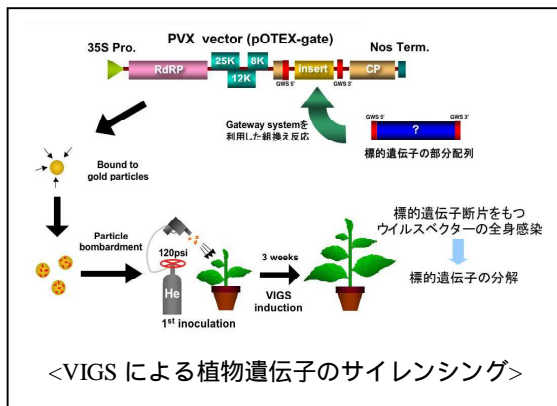 PVX vector (pOTEX-gate)
35S Pro.
Nos Term.
RdRP
25K
8K
12K
insert
CP
GWS 5'
GWS 3'
GWS 5'
GWS 3'
?
Gateway systemを
利用した組換え反応
標的遺伝子の部分配列
Bound to
gold particles
Particle
bombardment
120psi
He
1st inoculation
3 weeks
VIGS
induction
標的遺伝子断片をもつ
ウイルスベクターの全身感染
標的遺伝子の分解
<VIGS による植物遺伝子のサイレンシング>